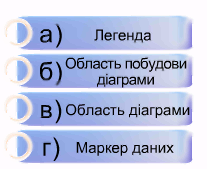 а) Легенда
б) Область побудови
діаграми
в) Область діаграми
г) Маркер даних